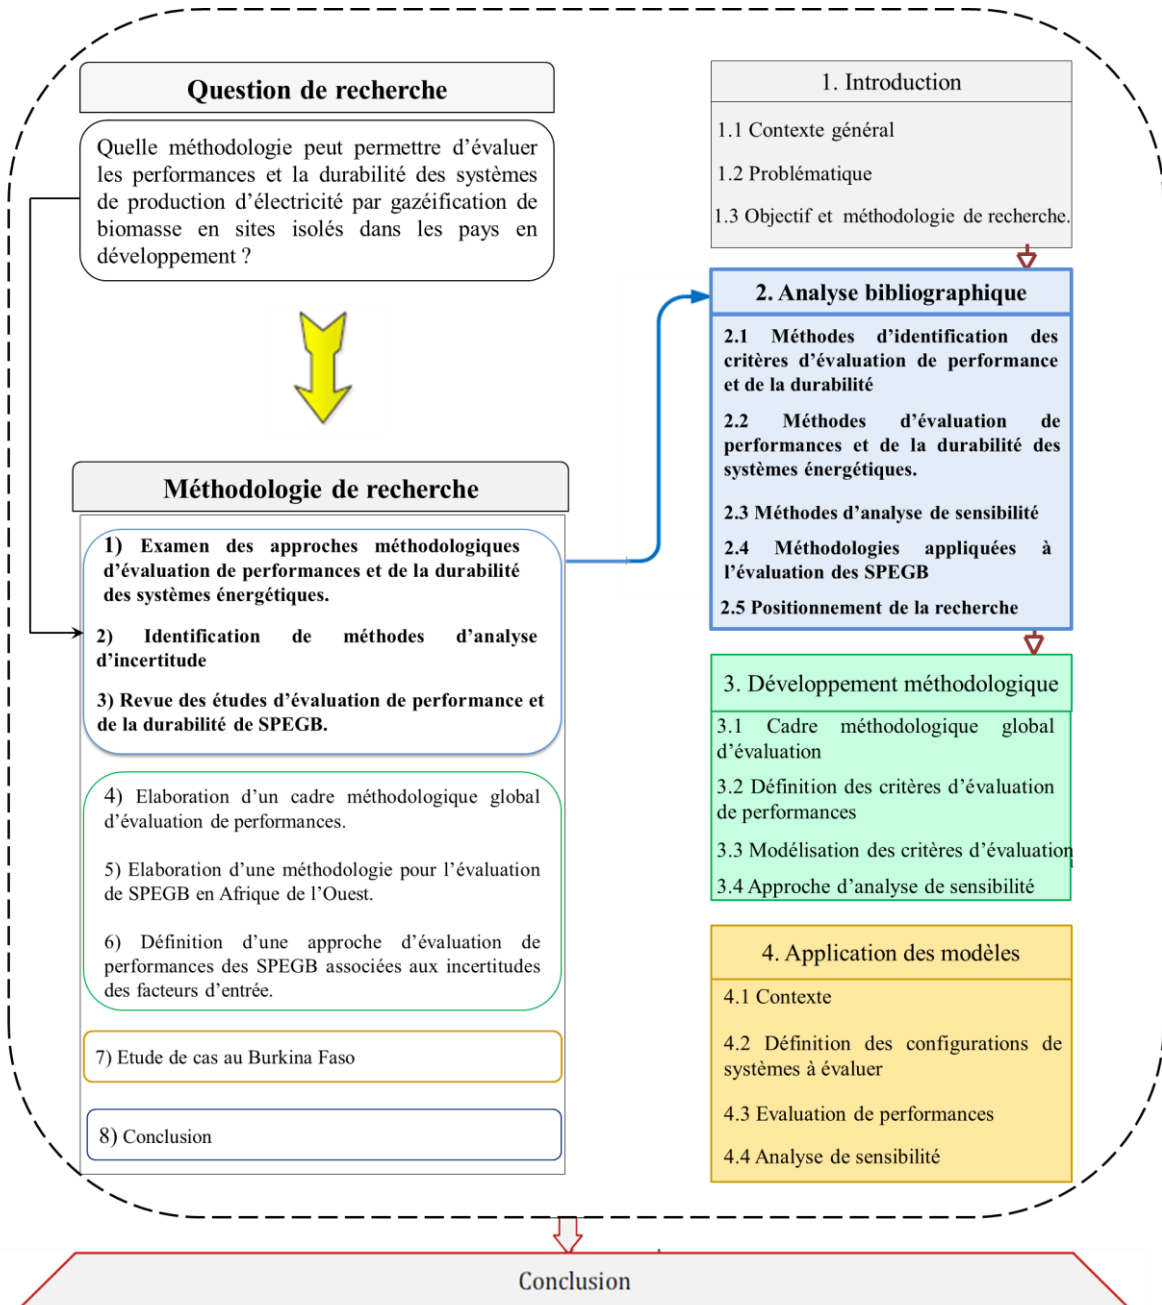 Question de recherche
Quelle méthodologie peut permettre d’évaluer
les performances et la durabilité des systèmes
de production d’électricité par gazéification de
biomasse en sites isolés dans les pays en
développement ?
Méthodologie de recherche
1) Examen des approches méthodologiques
d’évaluation de performances et de la durabilité
des systèmes énergétiques.
2) Identification de méthodes d’analyse
d’incertitude
3) Revue des études d’évaluation de performance et
de la durabilité de SPEGB.
4) Elaboration d’un cadre méthodologique global
d’évaluation de performances.
5) Elaboration d’une méthodologie pour l’évaluation
de SPEGB en Afrique de l’Ouest.
6) Définition d’une approche d’évaluation de
performances des SPEGB associées aux incertitudes
des facteurs d’entrée.
7) Etude de cas au Burkina Faso
8) Conclusion
1. Introduction
1.1 Contexte général
1.2 Problématique
1.3 Objectif et méthodologie de recherche.
2. Analyse bibliographique
2.1 Méthodes d’identification des
critères d’évaluation de performance
et de la durabilité
2.2 Méthodes d’évaluation de
performances et de la durabilité des
systèmes énergétiques.
2.3 Méthodes d’analyse de sensibilité
2.4 Méthodologies appliquées à
l’évaluation des SPEGB
2.5 Positionnement de la recherche
3. Développement méthodologique
3.1 Cadre méthodologique global
d’évaluation
3.2 Définition des critères d’évaluation
de performances
3.3 Modélisation des critères d’évaluation
3.4 Approche d’analyse de sensibilité
4. Application des modèles
4.1 Contexte
4.2 Définition des configurations de
systèmes à évaluer
4.3 Evaluation de performances
4.4 Analyse de sensibilité
Conclusion